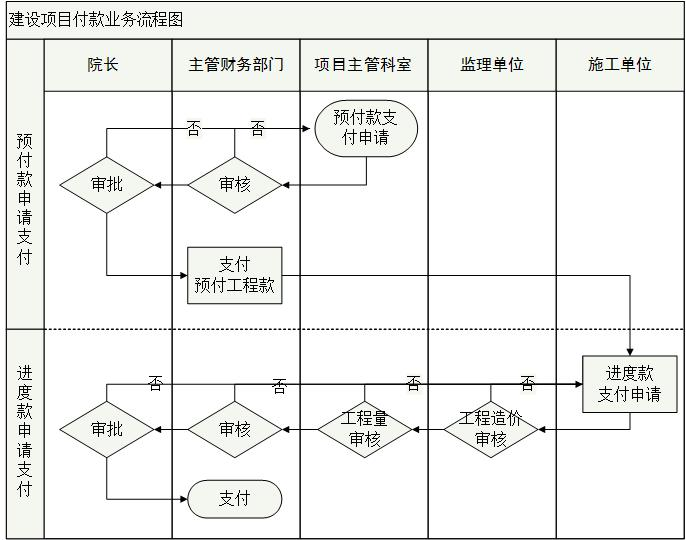 建设项目付款业务流程图
院长
主管财务部门
项目主管科室
监理单位
施工单位
预付款申请支付
否
否
预付款支
付申请
审批
审核
支付
预付工程款
进度款申请支付
否
否
否
否
进度款
支付申请
审批
审核
工程量
审核
工程造价
审核
支付